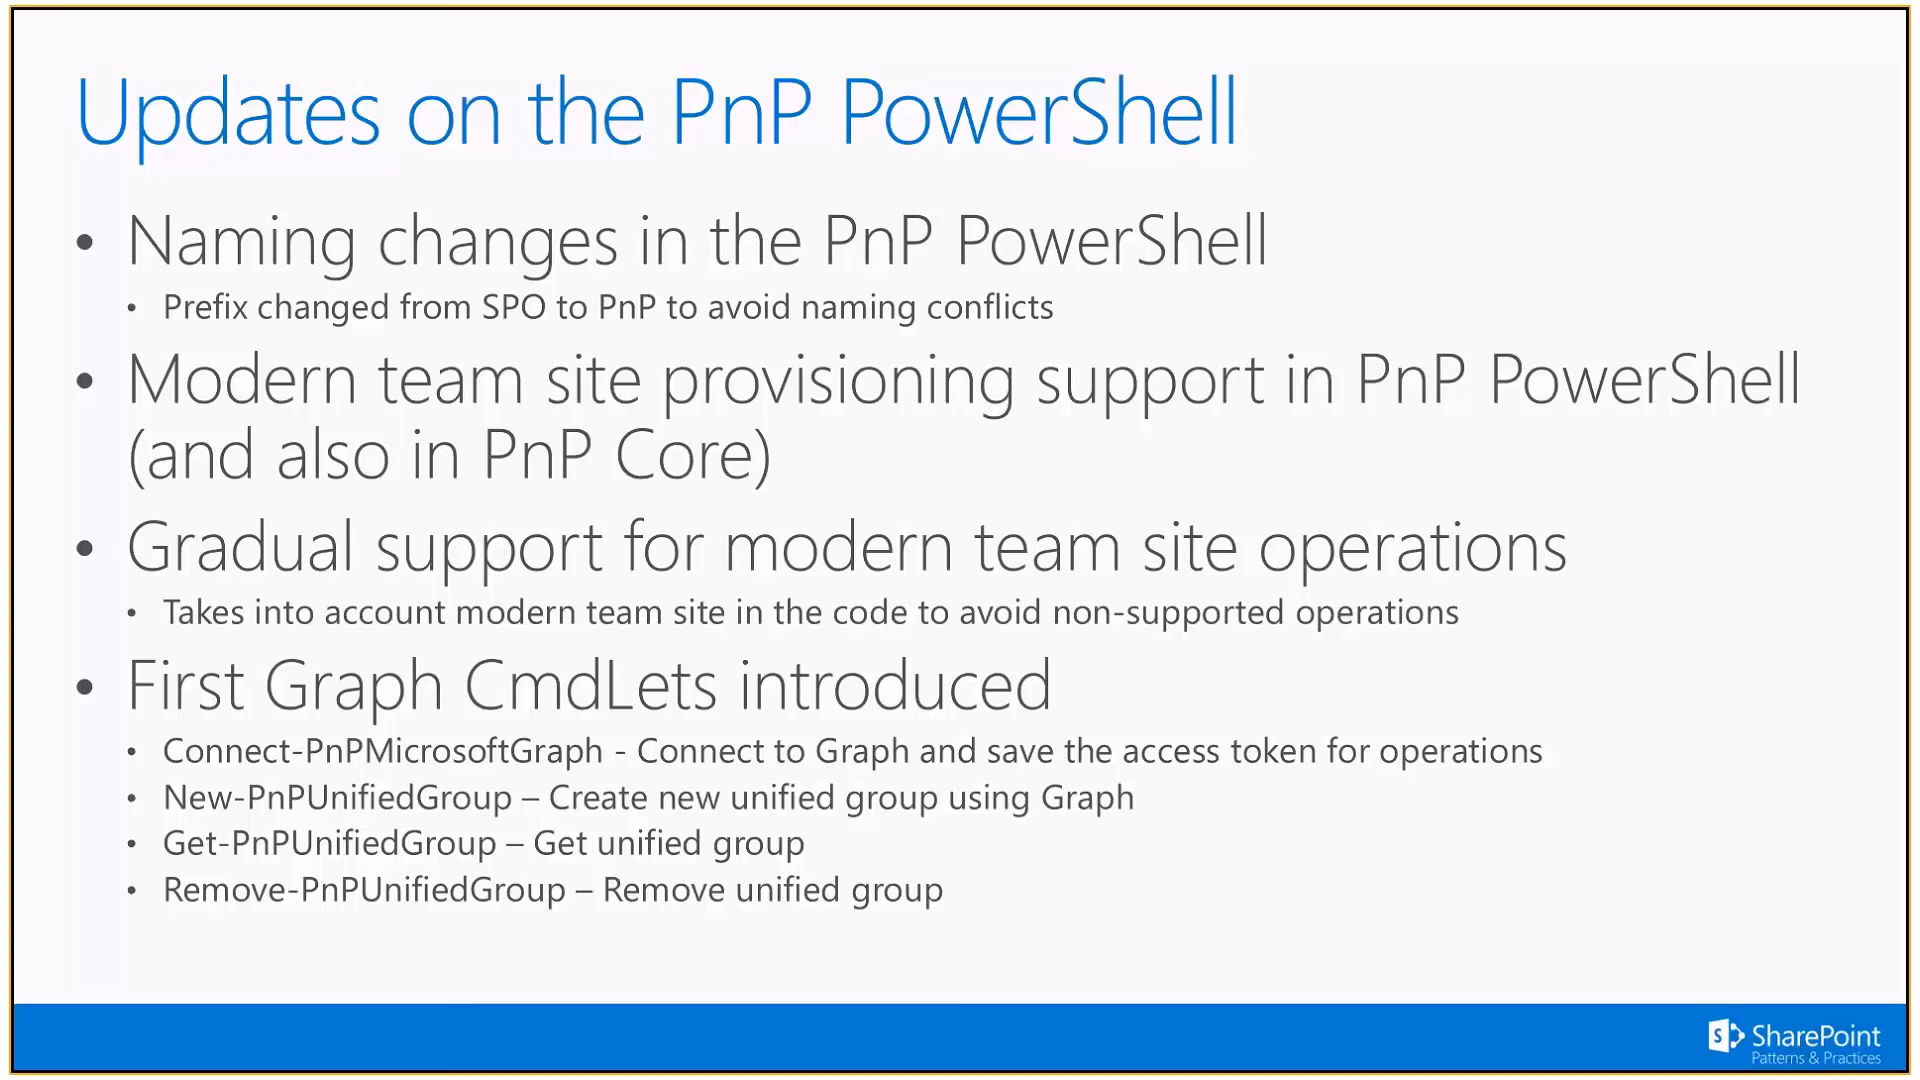 Updates on the PnP PowerShell
• Naming changes in the PnP PowerShell
• Prefix changed from SPO to PnP to avoid naming conflicts
• Modern team site provisioning support in PnP PowerShell
(and also in PnP Core)
• Gradual support for modern team site operations
• Takes into account modern team site in the code to avoid non-supported operations
• First Graph CmdLets introduced
• Connect-PnPMicrosoftGraph - Connect to Graph and save the access token for operations
• New-PnPUnifiedGroup – Create new unified group using Graph
• Get-PnPUnifiedGroup – Get unified group
• Remove-PnPUnifiedGroup – Remove unified group
S SharePoint
Patterns & Practices